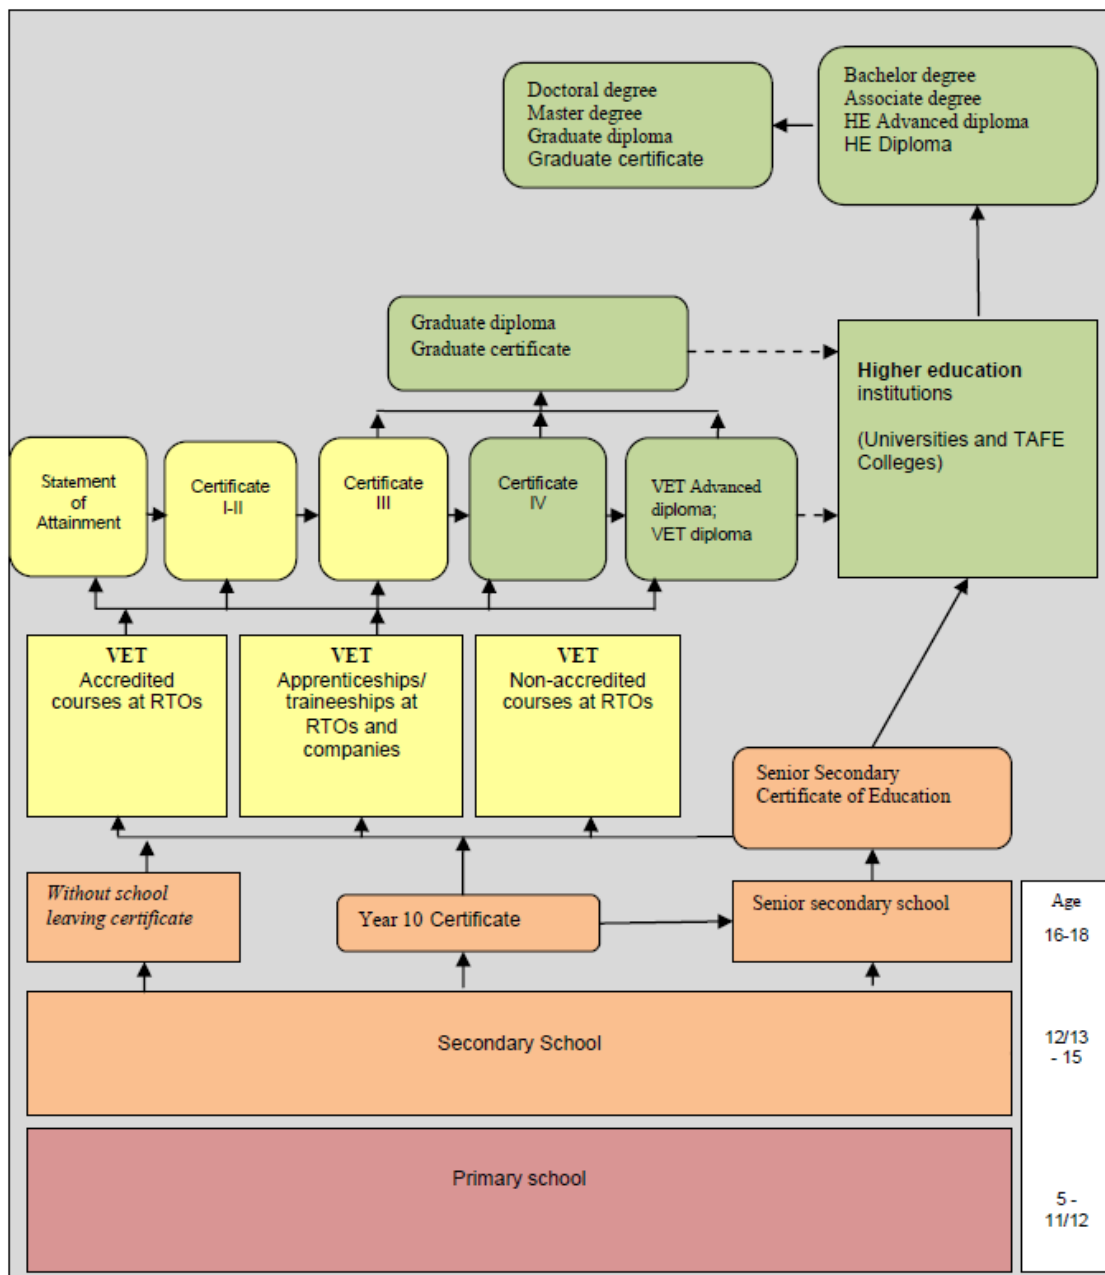 Doctoral degree
Master degree
Graduate diploma
Graduate certificate
Bachelor degree
Associate degree
HE Advanced diploma
HE Diploma
Graduate diploma
Graduate certificate
Higher education
institutions
(Universities and TAFE
Colleges)
Statement
of
Attainment
Certificate
I-II
Certificate
III
Certificate
IV
VET Advanced
diploma;
VET diploma
VET
Accredited
courses at RTOs
VET
Apprenticeships/
traineeships at
RTOs and
companies
VET
Non-accredited
courses at RTOs
Senior Secondary
Certificate of Education
Without school
leaving certificate
Year 10 Certificate
Senior secondary school
Age
16-18
Secondary School
12/13
- 15
Primary school
5 -
11/12